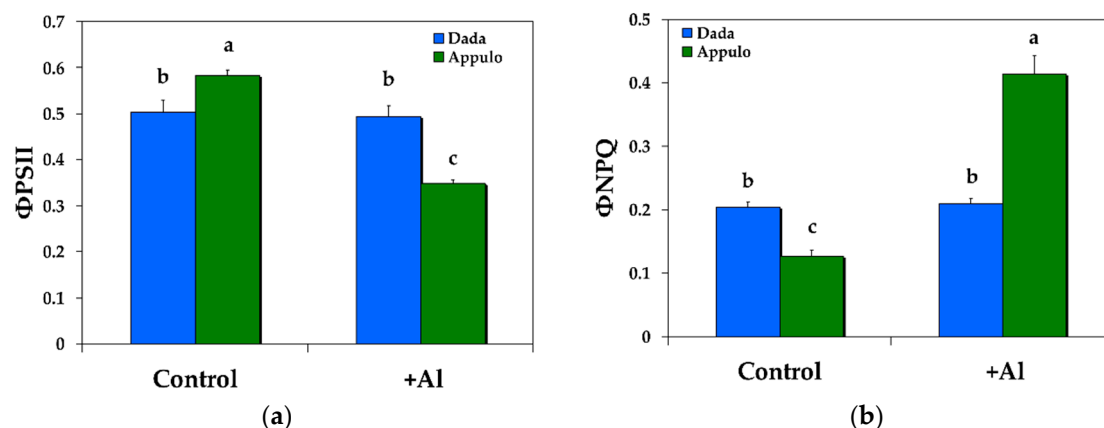 0.7
0.6
0.5
0.4
0.3
0.2
0.1
0
ΦPSII
Dada
Appulo
b
a
b
c
Control
+Al
(a)
0.5
0.4
0.3
0.2
0.1
0
ΦNPQ
Dada
Appulo
b
c
b
a
Control
+Al
(b)